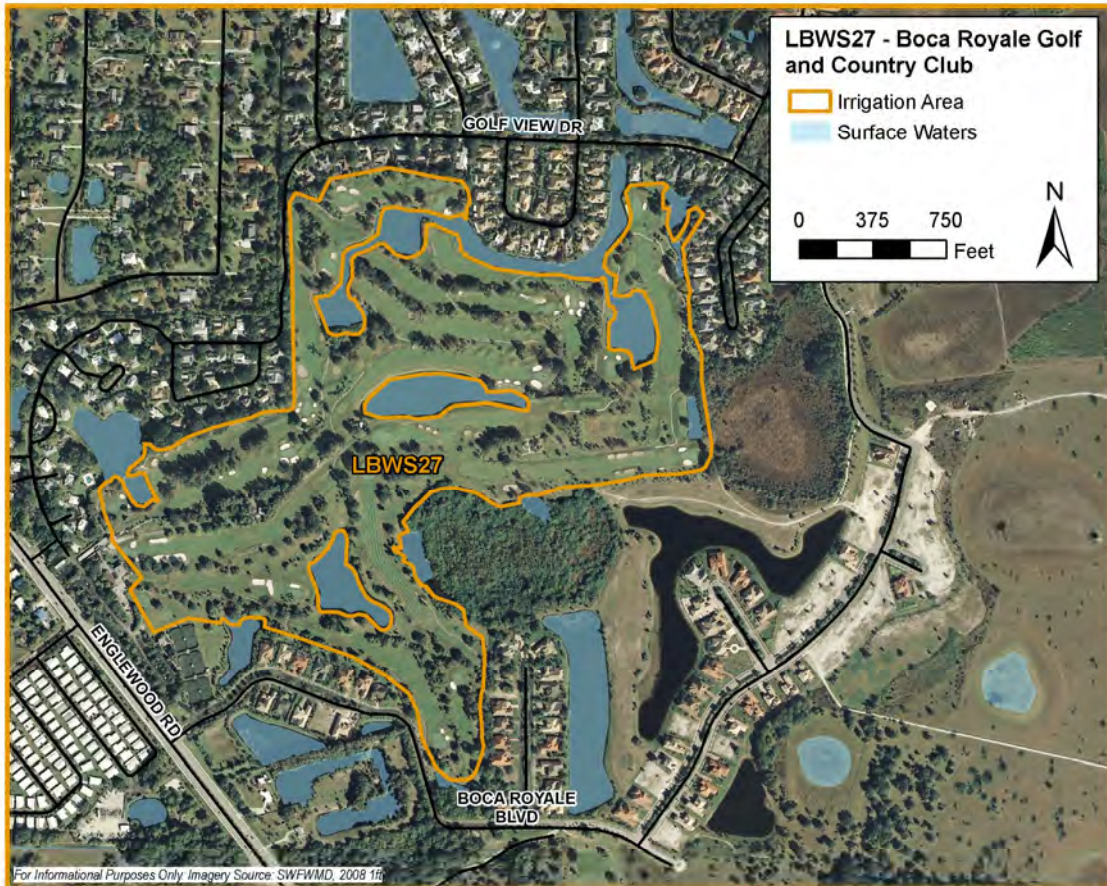 LBWS27 - Boca Royale Golf
and Country Club
Irrigation Area
Surface Waters
N
0 375 750
Feet
GOLF VIEW DR
LBWS27
ENGLEWOOD RD
BOCA ROYALE
BLVD
For Informational Purposes Only. Imagery Source: SWFWMD, 2008 1ft